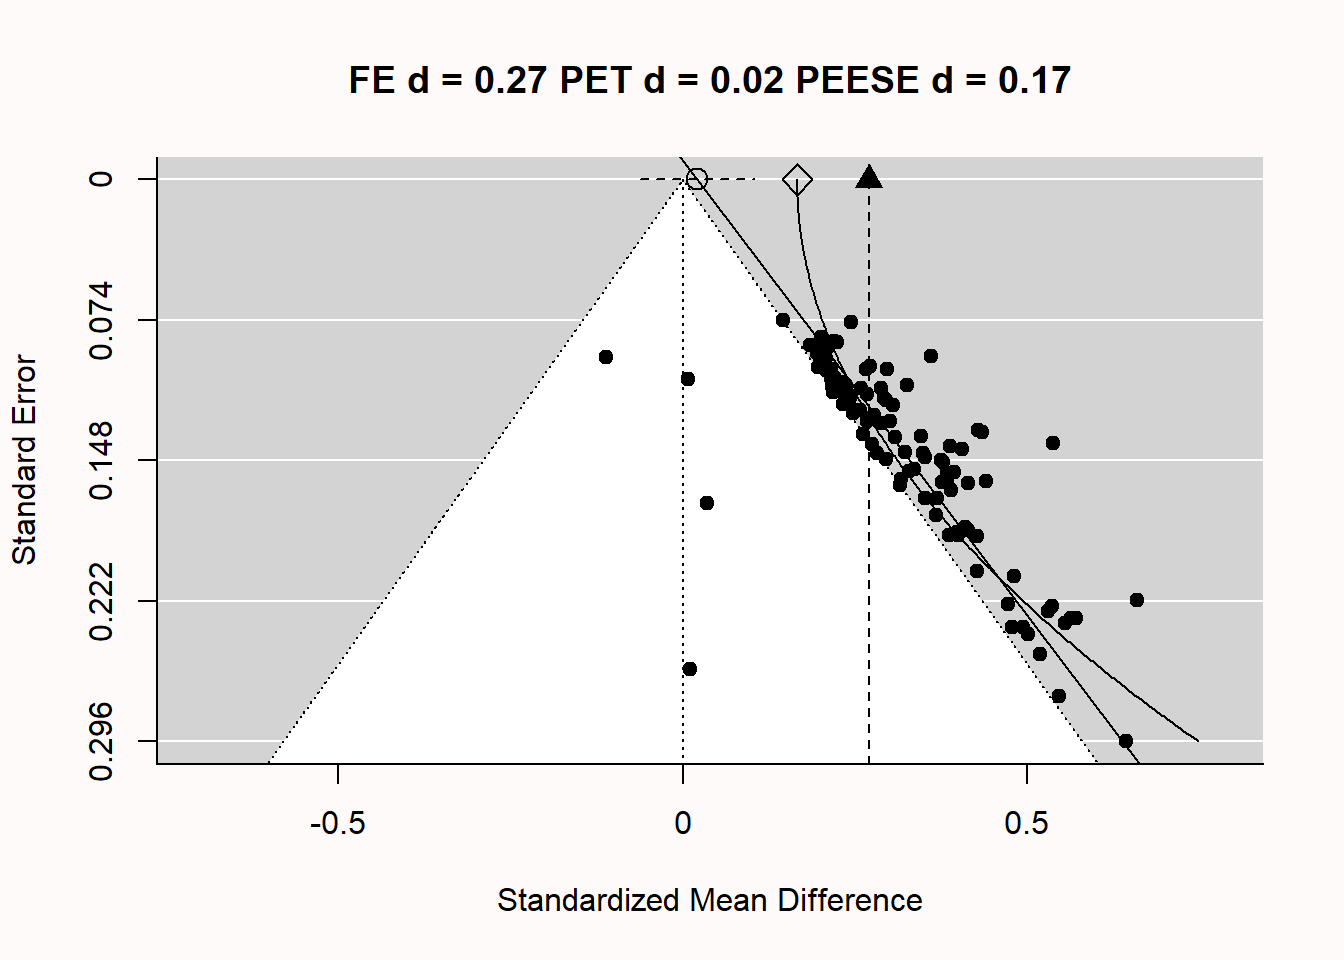 FE d = 0.27 PET d = 0.02 PEESE d = 0.17
0
0.074
0.148
0.222
0.296
Standard Error
-0.5
0
0.5
Standardized Mean Difference